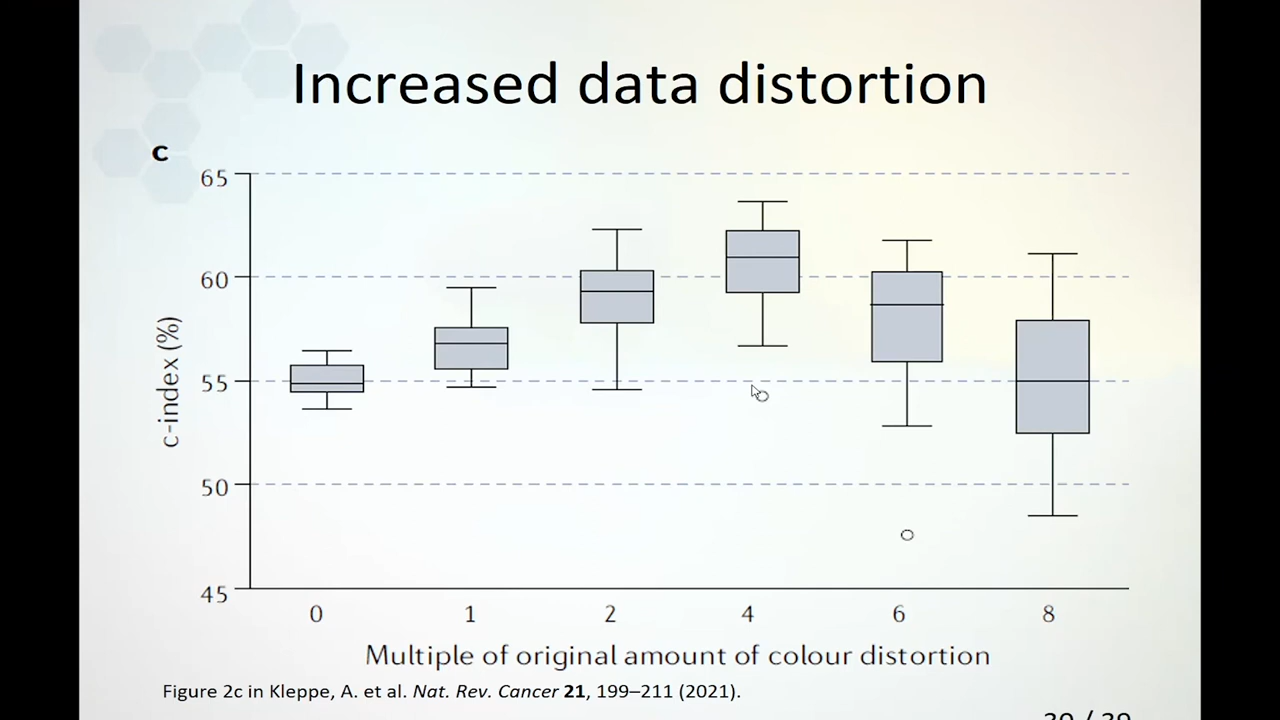 Increased data distortion
c
65
60
55
50
45
c-index (%)
0 1 2 4 6 8
Multiple of original amount of colour distortion
Figure 2c in Kleppe, A. et al. Nat. Rev. Cancer 21, 199–211 (2021).